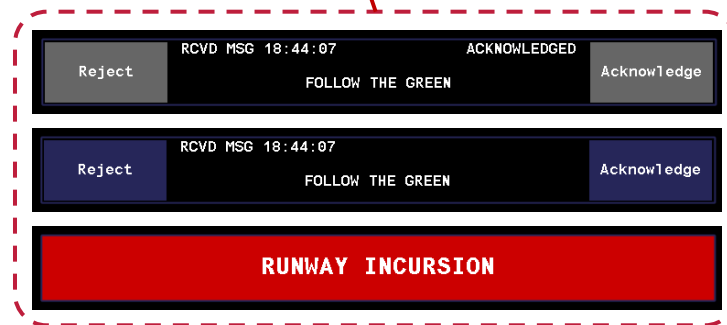 Reject
RCVD MSG 18:44:07 ACKNOWLEDGED
FOLLOW THE GREEN
Acknowledge
Reject
RCVD MSG 18:44:07
FOLLOW THE GREEN
Acknowledge
RUNWAY INCURSION